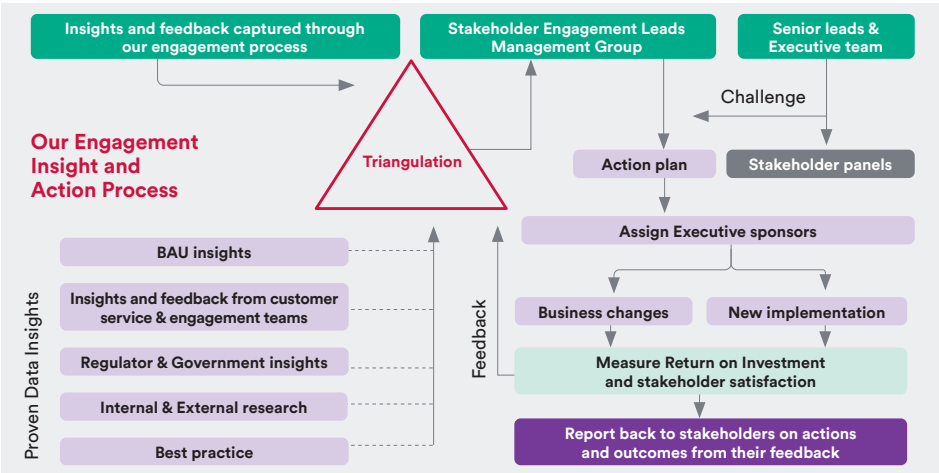 Insights and feedback captured through
our engagement process
Stakeholder Engagement Leads
Management Group
Senior leads &
Executive team
Challenge
Our Engagement
Insight and
Action Process
Triangulation
Action plan
Stakeholder panels
Assign Executive sponsors
Proven Data Insights
BAU insights
Insights and feedback from customer
service & engagement teams
Regulator & Government insights
Internal & External research
Best practice
Feedback
Business changes
New implementation
Measure Return on Investment
and stakeholder satisfaction
Report back to stakeholders on actions
and outcomes from their feedback